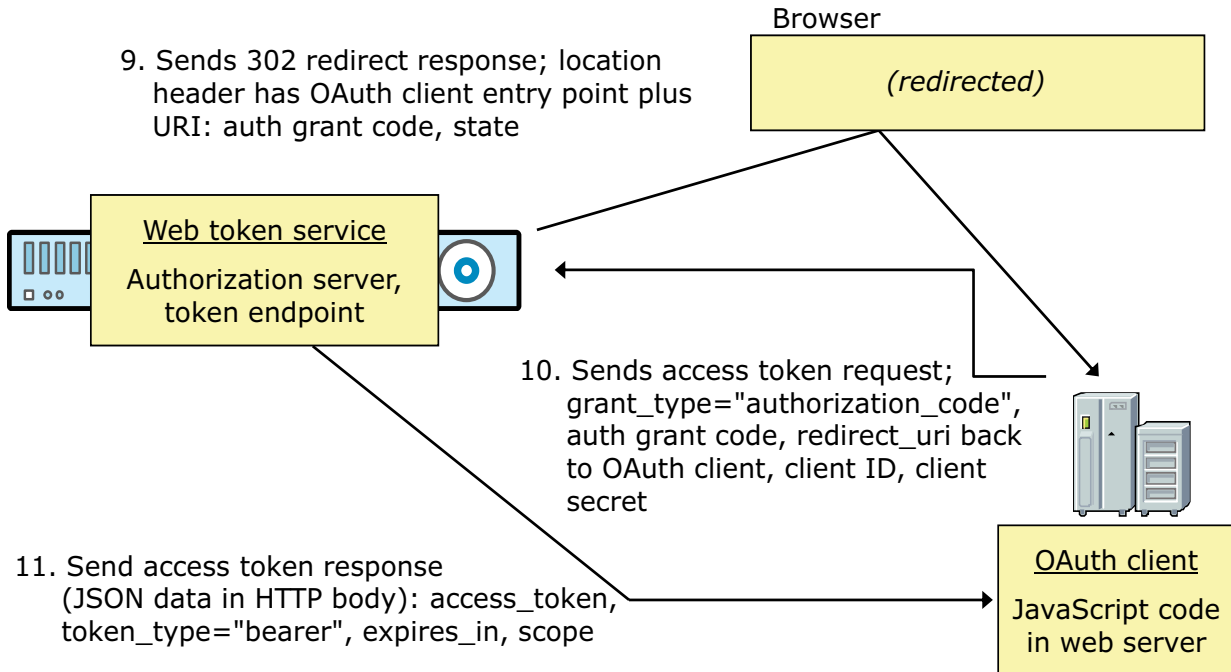 Browser
9. Sends 302 redirect response; location
header has OAuth client entry point plus
URI: auth grant code, state
(redirected)
Web token service
Authorization server,
token endpoint
10. Sends access token request;
grant_type="authorization_code",
auth grant code, redirect_uri back
to OAuth client, client ID, client
secret
11. Send access token response
(JSON data in HTTP body): access_token,
token_type="bearer", expires_in, scope
OAuth client
JavaScript code
in web server